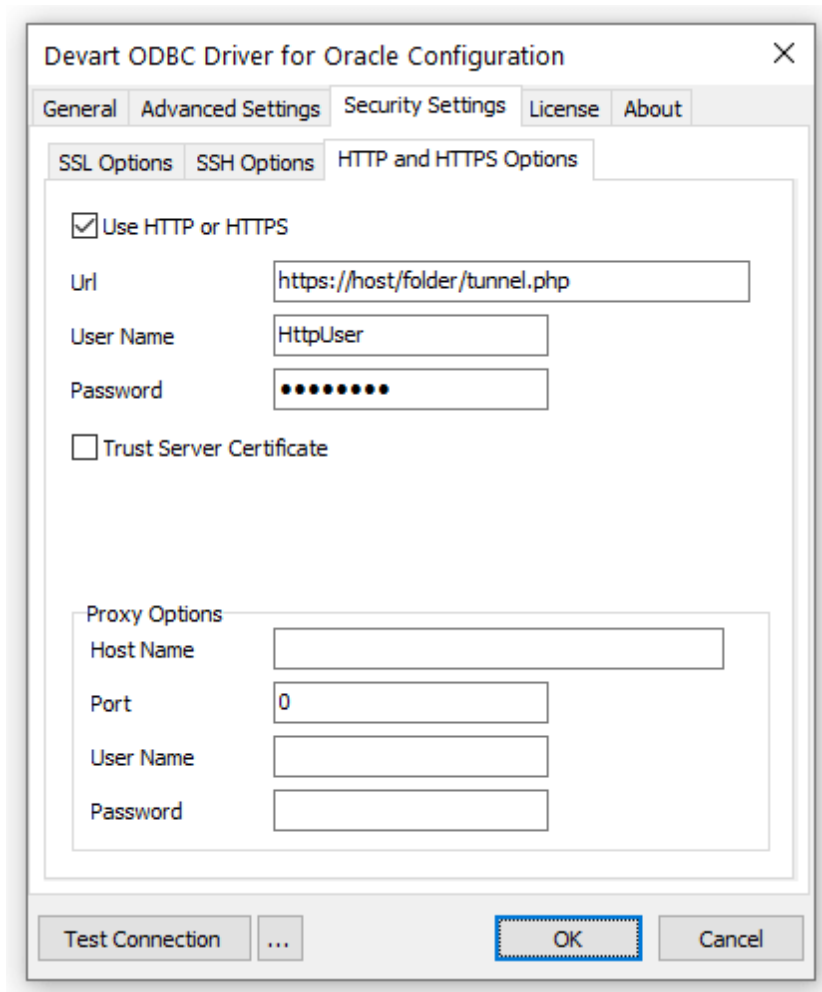 Devart ODBC Driver for Oracle Configuration
General Advanced Settings Security Settings License About
SSL Options SSH Options HTTP and HTTPS Options
Use HTTP or HTTPS
Url https://host/folder/tunnel.php
User Name HttpUser
Password ●●●●●●●●
Trust Server Certificate
Proxy Options
Host Name
Port 0
User Name
Password
Test Connection ... OK Cancel